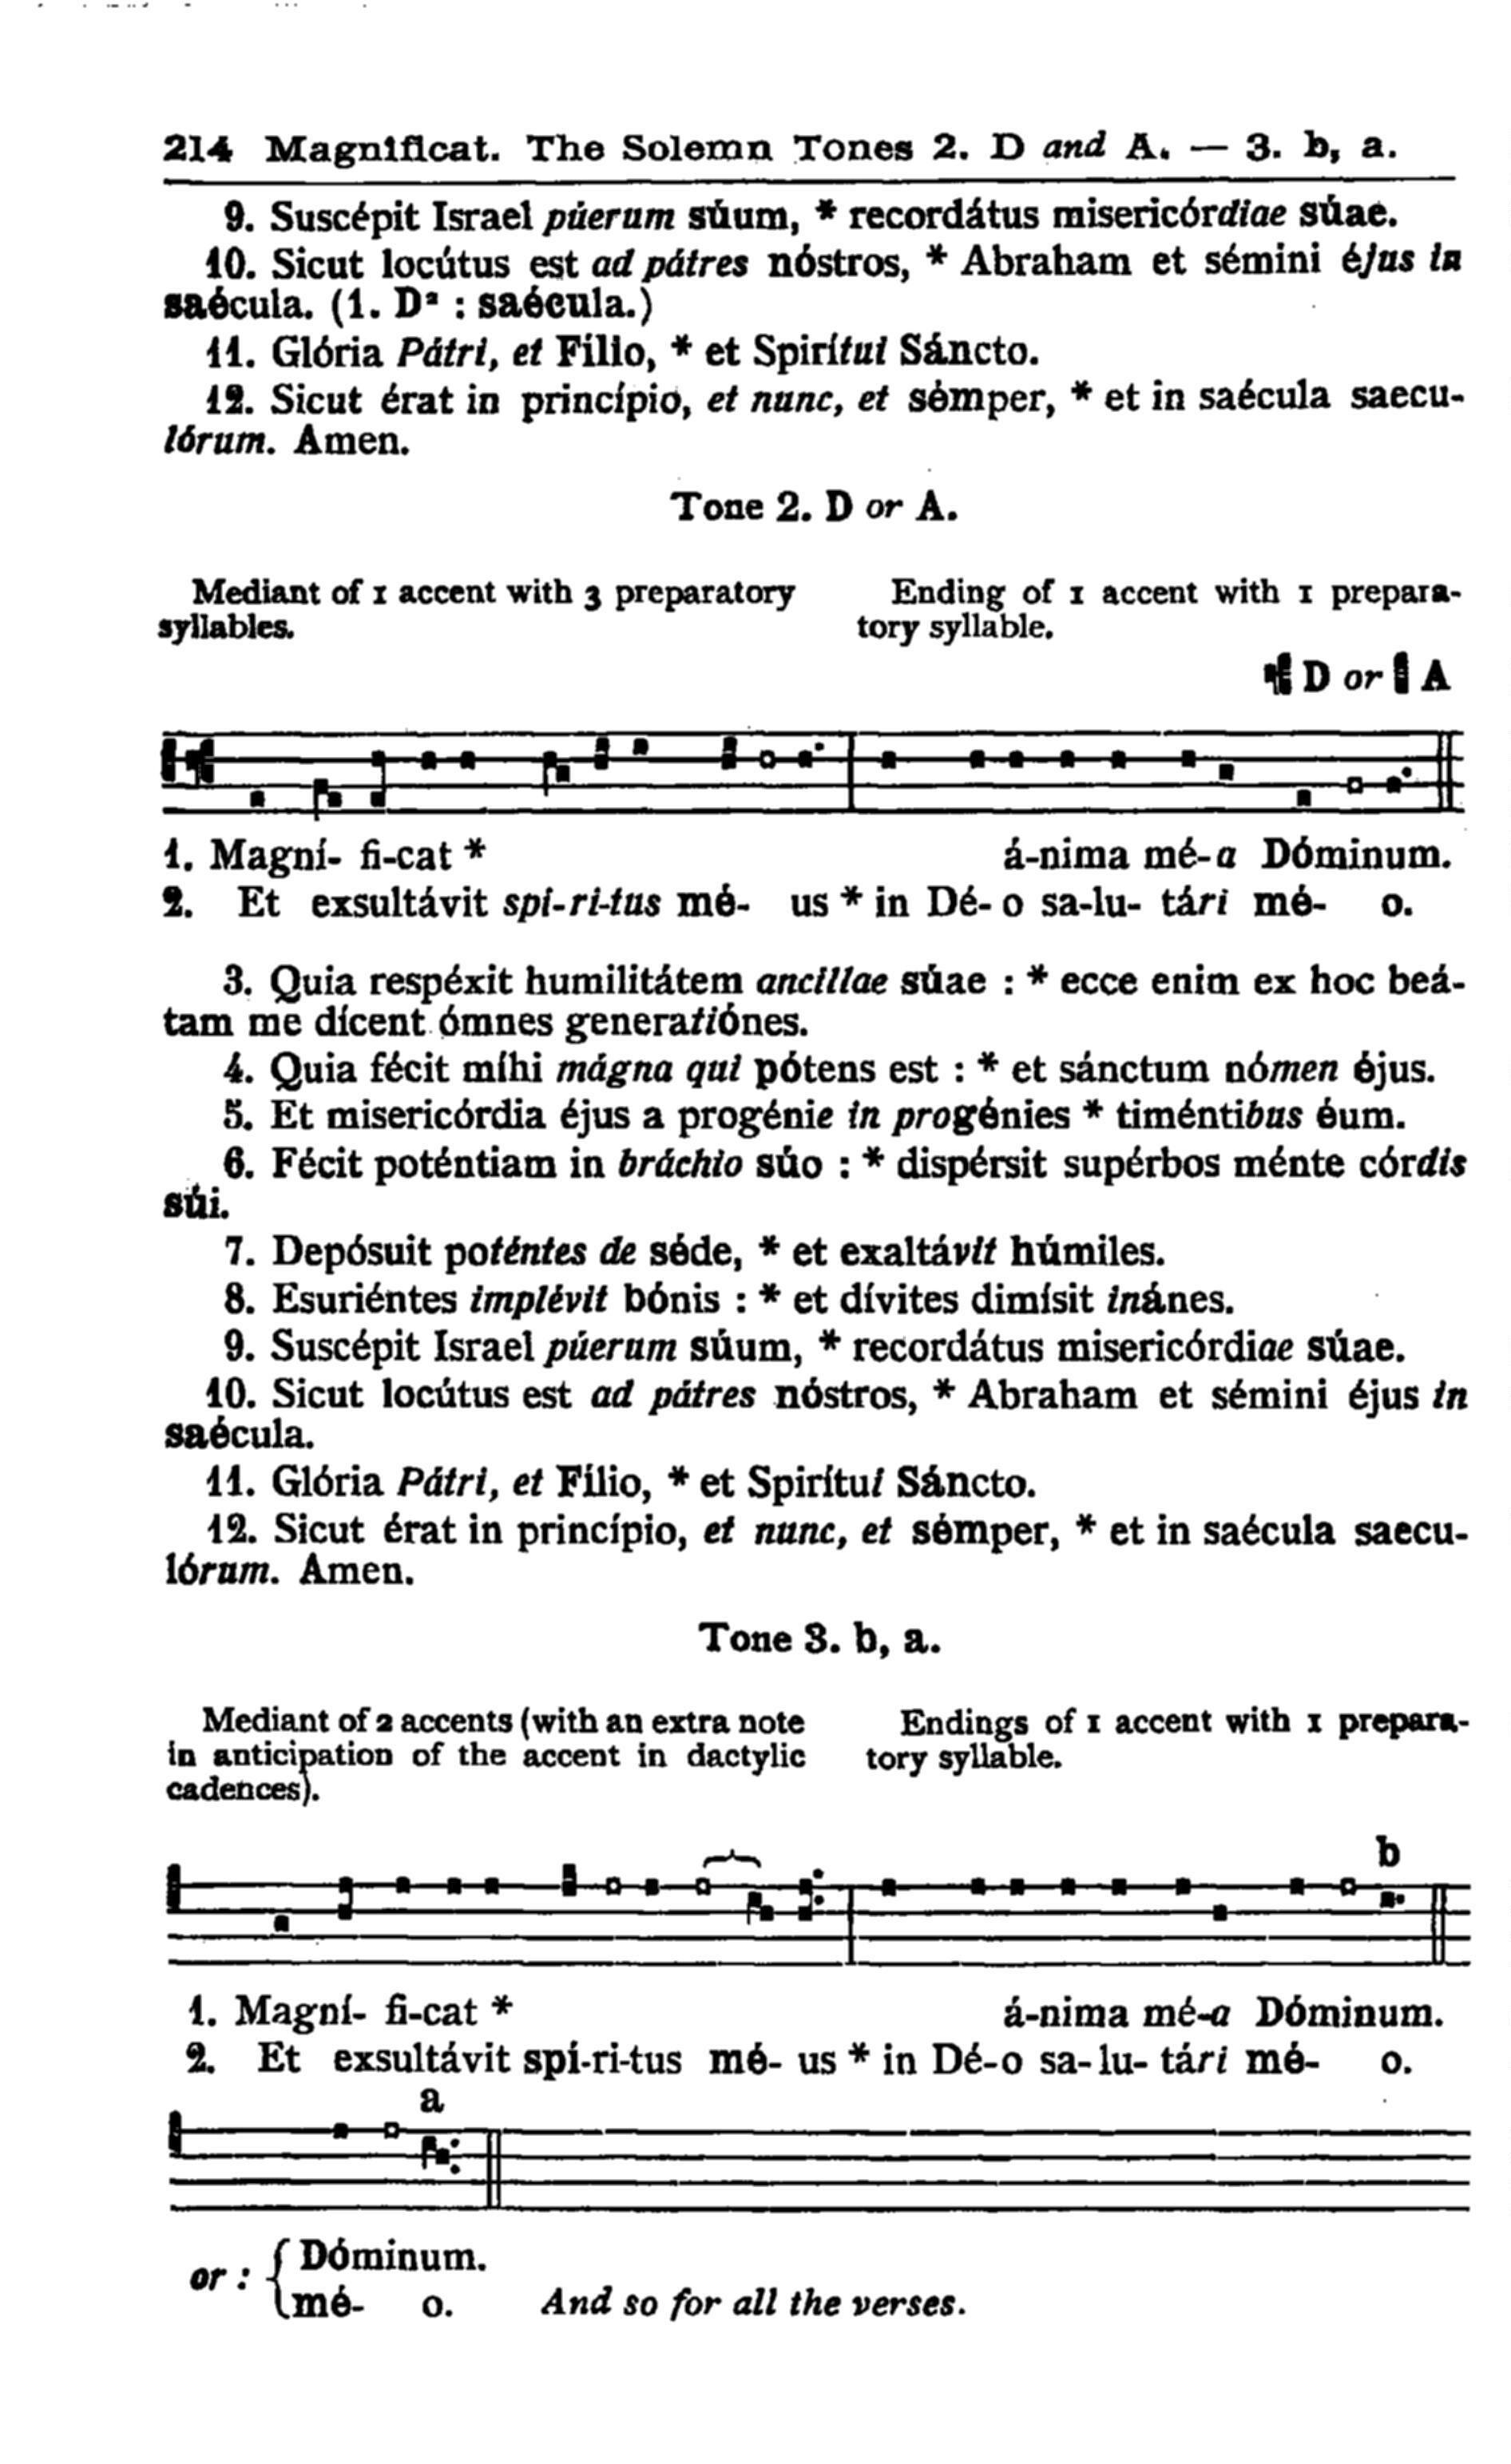 214 Magnificat. The Solemn Tones 2. D and A. — 3. b, a.
9. Suscépit Israel púerum súum, * recordátus misericórdiae súae.
10. Sicut locútus est ad pátres nóstros, * Abraham et sémini éjus in
saécula. (1. D² : saécula.)
11. Glória Pátri, et Fílio, * et Spirítui Sáncto.
12. Sicut érat in princípio, et nunc, et sémper, * et in saécula saecu-
lórum. Amen.
Tone 2. D or A.
Mediant of 1 accent with 3 preparatory
syllables.
Ending of 1 accent with 1 prepara-
tory syllable.
D or A
1. Magní- fi-cat * á-nima mé-a Dóminum.
2. Et exsultávit spí-ri-tus mé- us * in Dé- o sa-lu- tári mé- o.
3. Quia respéxit humilitátem ancíllae súae : * ecce enim ex hoc beá-
tam me dícent ómnes generatiónes.
4. Quia fécit míhi mágna qui pótens est : * et sánctum nómen éjus.
5. Et misericórdia éjus a progénie in progénies * timéntibus éum.
6. Fécit poténtiam in bráchio súo : * dispérsit supérbos ménte córdis
súi.
7. Depósuit poténtes de séde, * et exaltávit húmiles.
8. Esuriéntes implévit bónis : * et dívites dimísit inánes.
9. Suscépit Israel púerum súum, * recordátus misericórdiae súae.
10. Sicut locútus est ad pátres nóstros, * Abraham et sémini éjus in
saécula.
11. Glória Pátri, et Fílio, * et Spirítui Sáncto.
12. Sicut érat in princípio, et nunc, et sémper, * et in saécula saecu-
lórum. Amen.
Tone 3. b, a.
Mediant of 2 accents (with an extra note
in anticipation of the accent in dactylic
cadences).
Endings of 1 accent with 1 prepara-
tory syllable.
b
1. Magní- fi-cat * á-nima mé-a Dóminum.
2. Et exsultávit spí-ri-tus mé- us * in Dé-o sa- lu- tári mé- o.
a
or : { Dóminum.
mé- o. And so for all the verses.